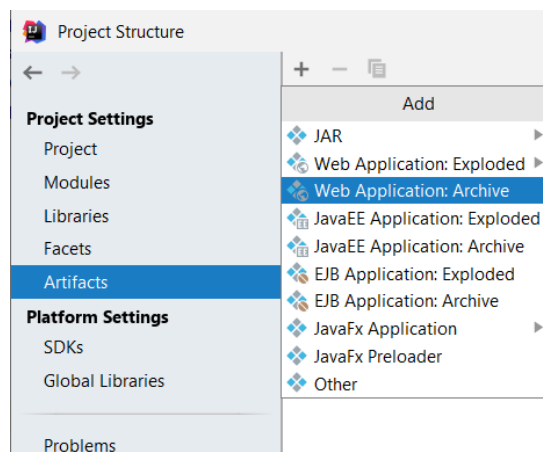 Project Structure
Project Settings
Project
Modules
Libraries
Facets
Artifacts
Platform Settings
SDKs
Global Libraries
Problems
Add
JAR
Web Application: Exploded
Web Application: Archive
JavaEE Application: Exploded
JavaEE Application: Archive
EJB Application: Exploded
EJB Application: Archive
JavaFx Application
JavaFx Preloader
Other